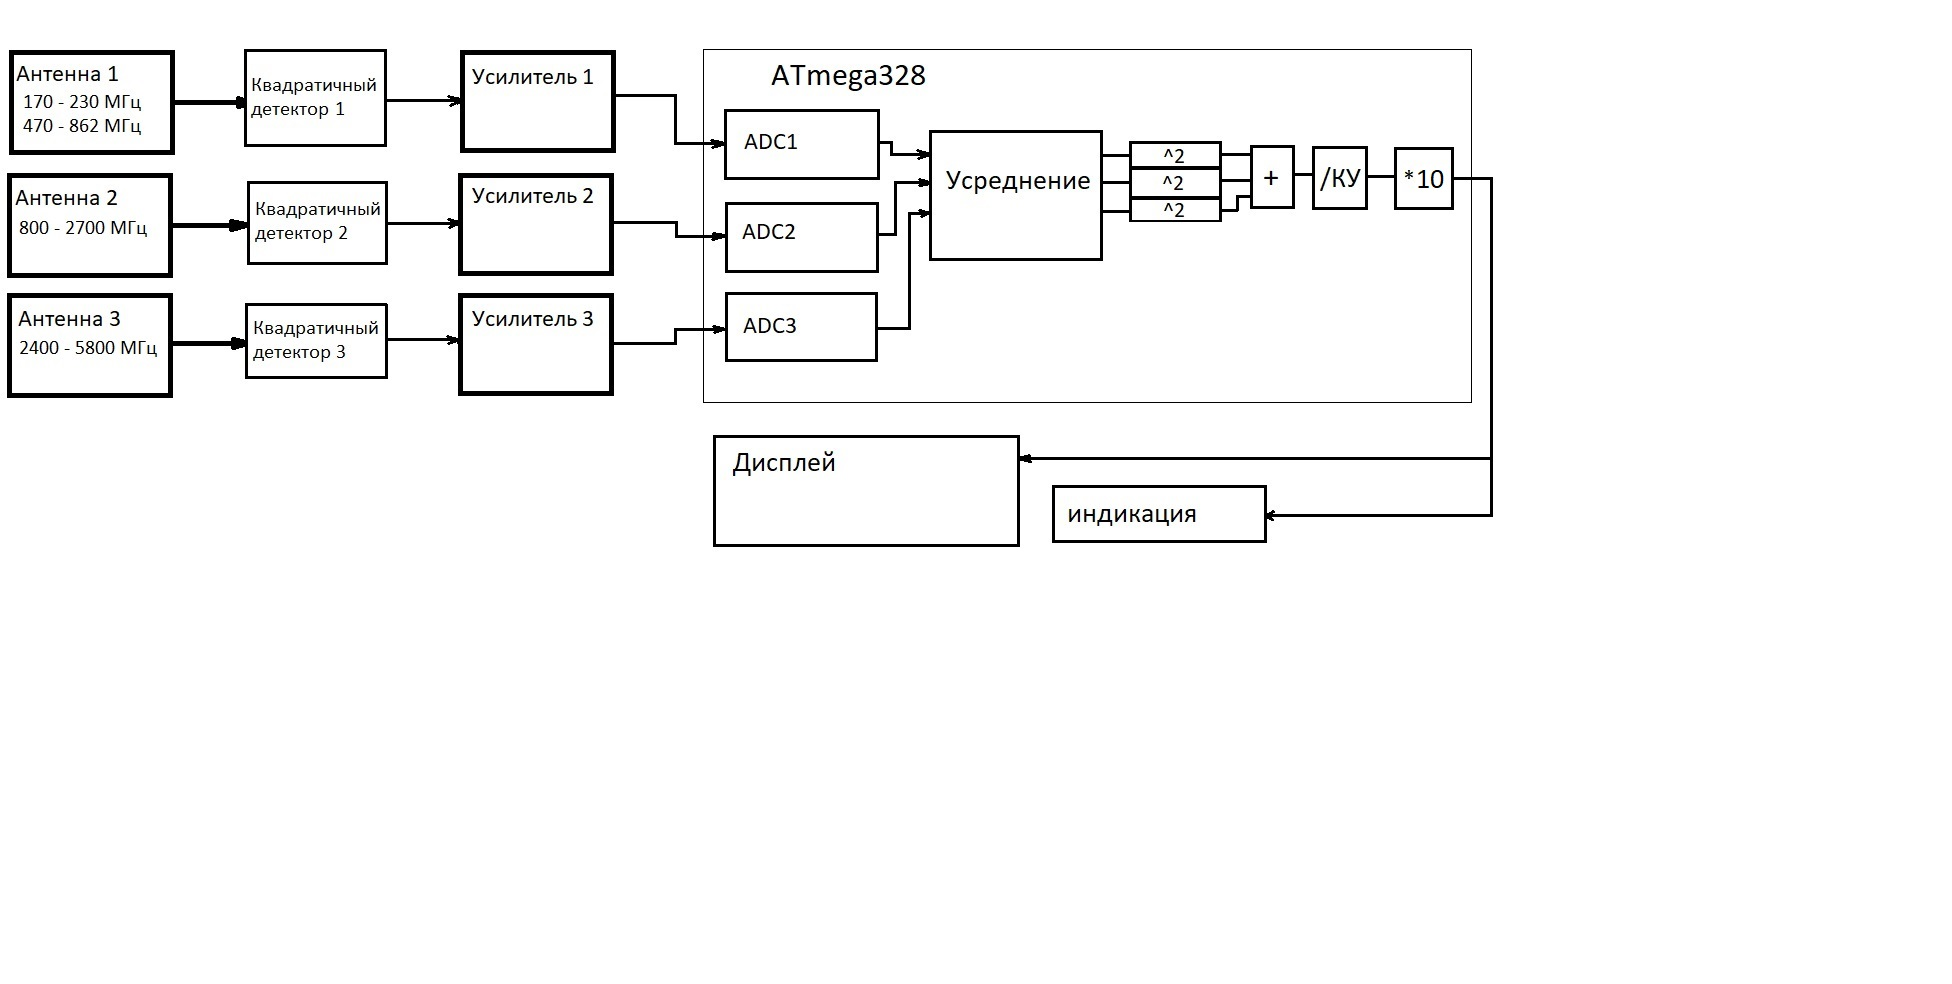 Антенна 1
170 - 230 МГц
470 - 862 МГц
Квадратичный
детектор 1
Усилитель 1
Антенна 2
800 - 2700 МГц
Квадратичный
детектор 2
Усилитель 2
Антенна 3
2400 - 5800 МГц
Квадратичный
детектор 3
Усилитель 3
ATmega328
ADC1
ADC2
ADC3
Усреднение
^2
^2
^2
+
/КУ
*10
Дисплей
индикация